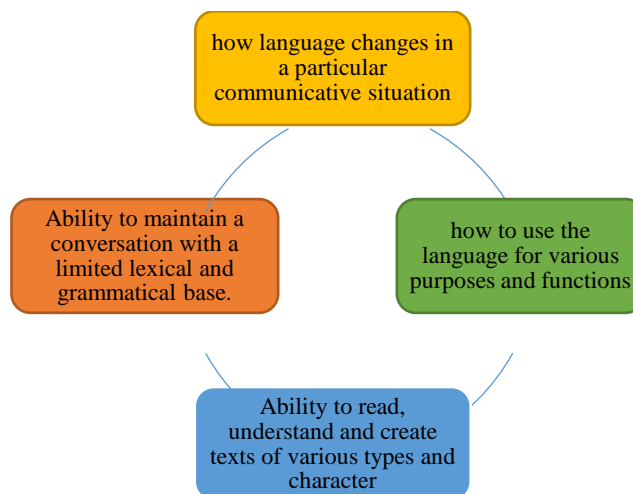 how language changes in
a particular
communicative situation
Ability to maintain a
conversation with a
limited lexical and
grammatical base.
how to use the
language for various
purposes and functions
Ability to read,
understand and create
texts of various types and
character